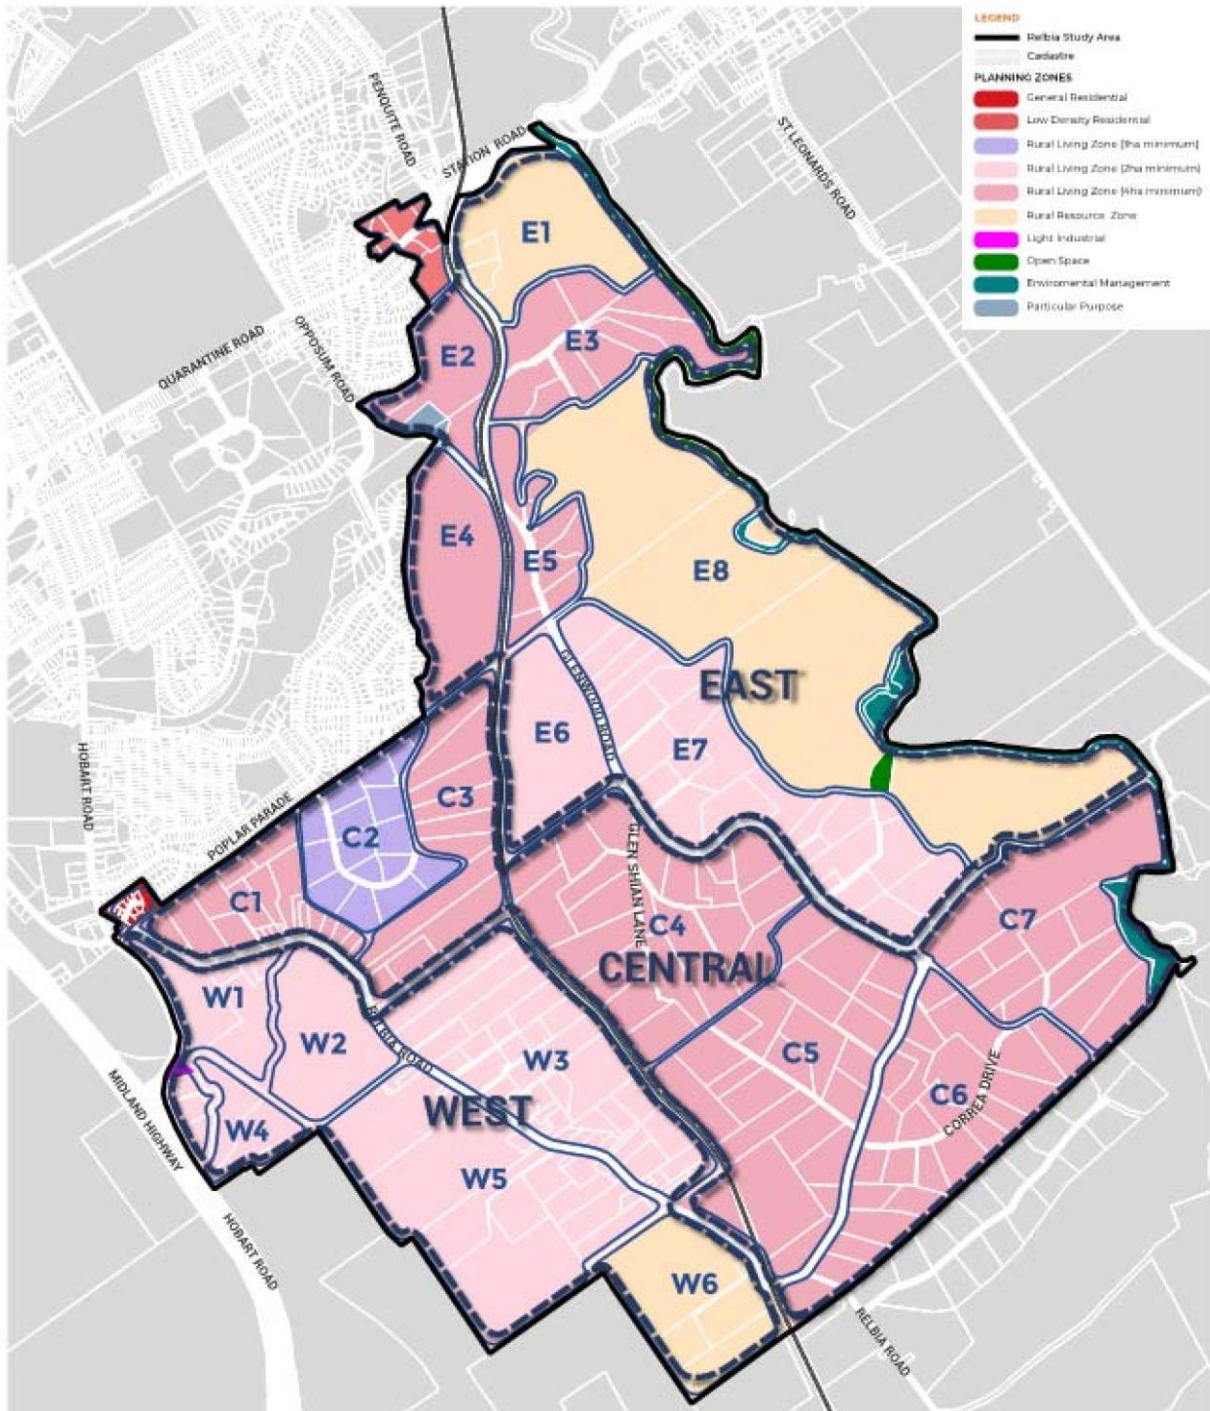 LEGEND
Relbia Study Area
Cadastre
PLANNING ZONES
General Residential
Low Density Residential
Rural Living Zone (1ha minimum)
Rural Living Zone (2ha minimum)
Rural Living Zone (4ha minimum)
Rural Resource Zone
Light Industrial
Open Space
Enviromental Management
Particular Purpose
PENQUITE ROAD
STATION ROAD
ST LEONARDS ROAD
E1
E3
E2
QUARANTINE ROAD
OPPOSUM ROAD
E4
E5
E8
EAST
GLENWOOD ROAD
E6
E7
HOBART ROAD
POPLAR PARADE
C3
C2
C1
GLEN SHIAN LANE
C4
C7
CENTRAL
W1
W2
RELBIA ROAD
W3
C5
C6
CORREA DRIVE
MIDLAND HIGHWAY
W4
WEST
W5
HOBART ROAD
W6
RELBIA ROAD